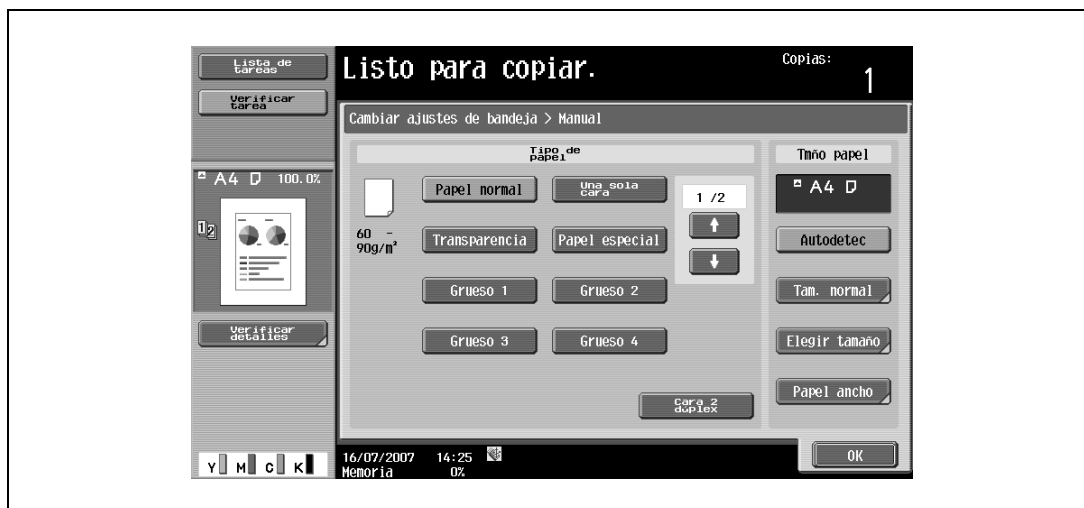 Lista de
tareas
Verificar
tarea
A4 100.0%
12
Verificar
detalles
Y M C K
Listo para copiar.
Copias:
1
Cambiar ajustes de bandeja > Manual
Tipo de
papel
60 -
90g/m²
Papel normal
Una sola
cara
Transparencia
Papel especial
Grueso 1
Grueso 2
Grueso 3
Grueso 4
1 /2
Cara 2
dúplex
Tmño papel
A4
Autodetec
Tam. normal
Elegir tamaño
Papel ancho
16/07/2007 14:25
Memoria 0%
OK